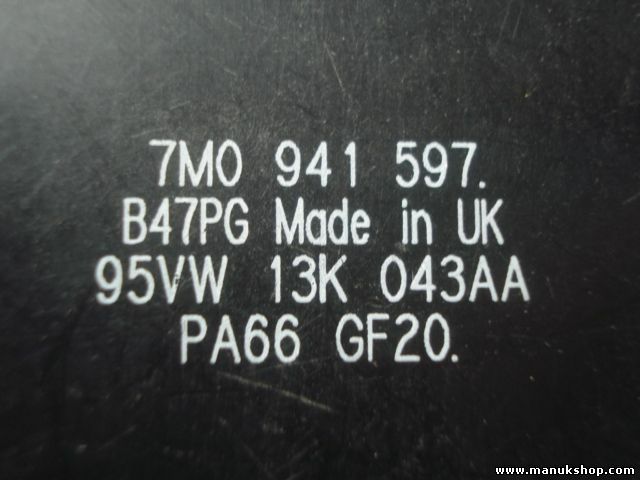 7M0 941 597.
B47PG Made in UK
95VW 13K 043AA
PA66 GF20.
www.manukshop.com